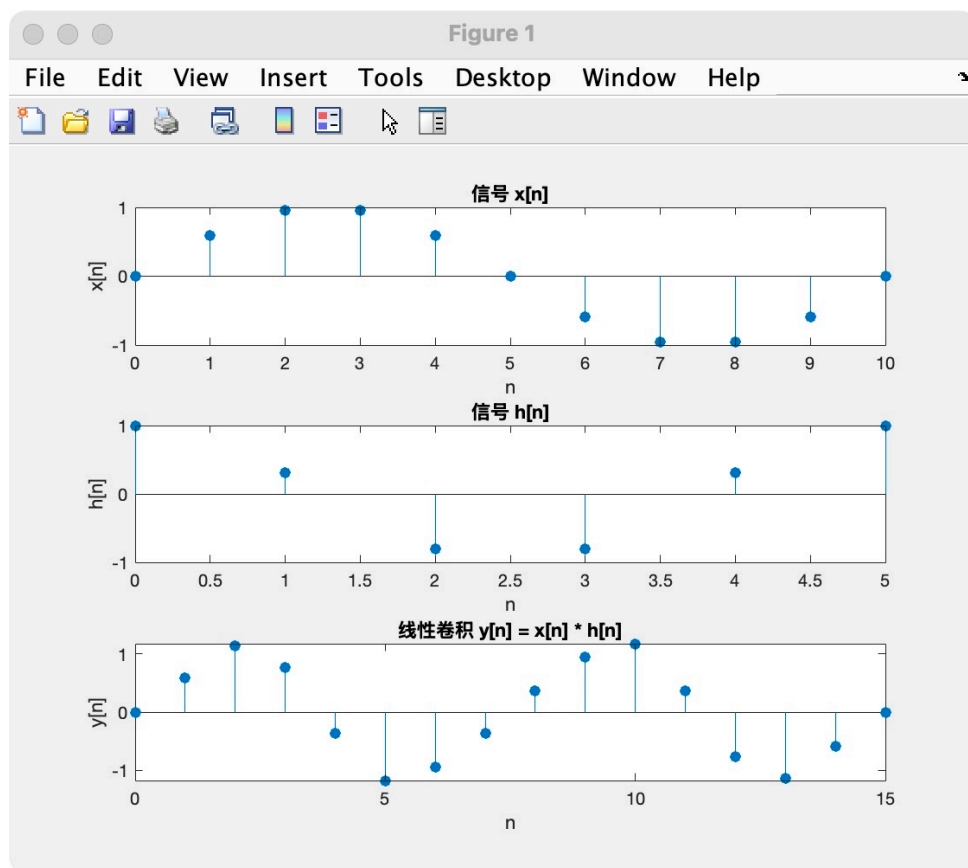 Figure 1
File Edit View Insert Tools Desktop Window Help
信号 x[n]
1
0
-1
x[n]
0 1 2 3 4 5 6 7 8 9 10
n
信号 h[n]
1
0
-1
h[n]
0 0.5 1 1.5 2 2.5 3 3.5 4 4.5 5
n
线性卷积 y[n] = x[n] * h[n]
1
0
-1
y[n]
0 5 10 15
n